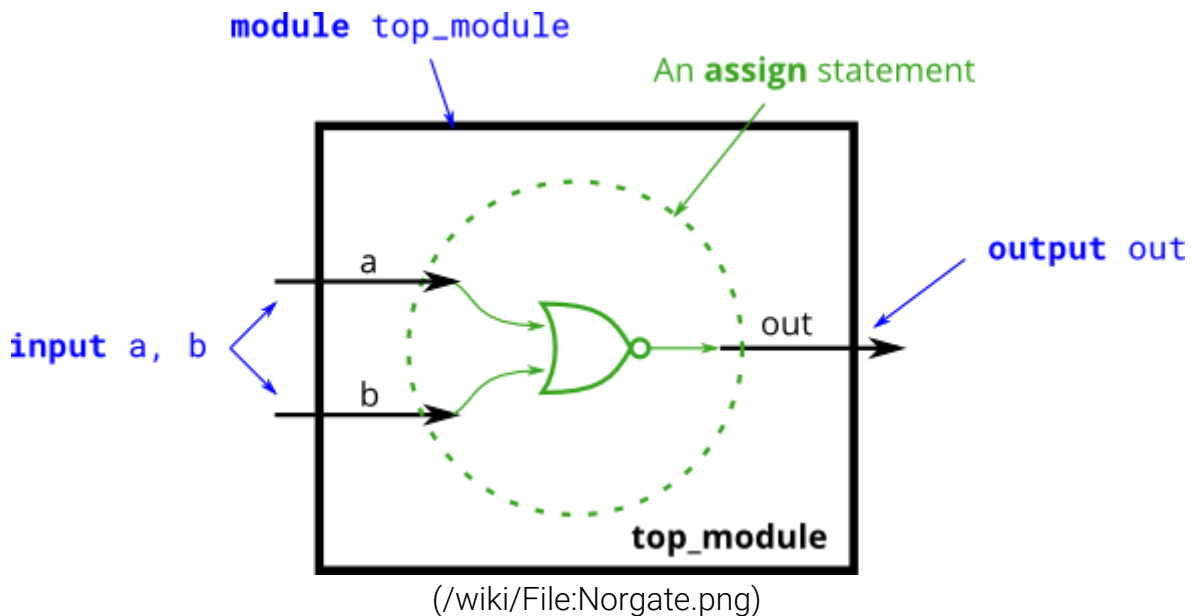 module top_module
An assign statement
a
output out
out
input a, b
b
top_module
(/wiki/File:Norgate.png)